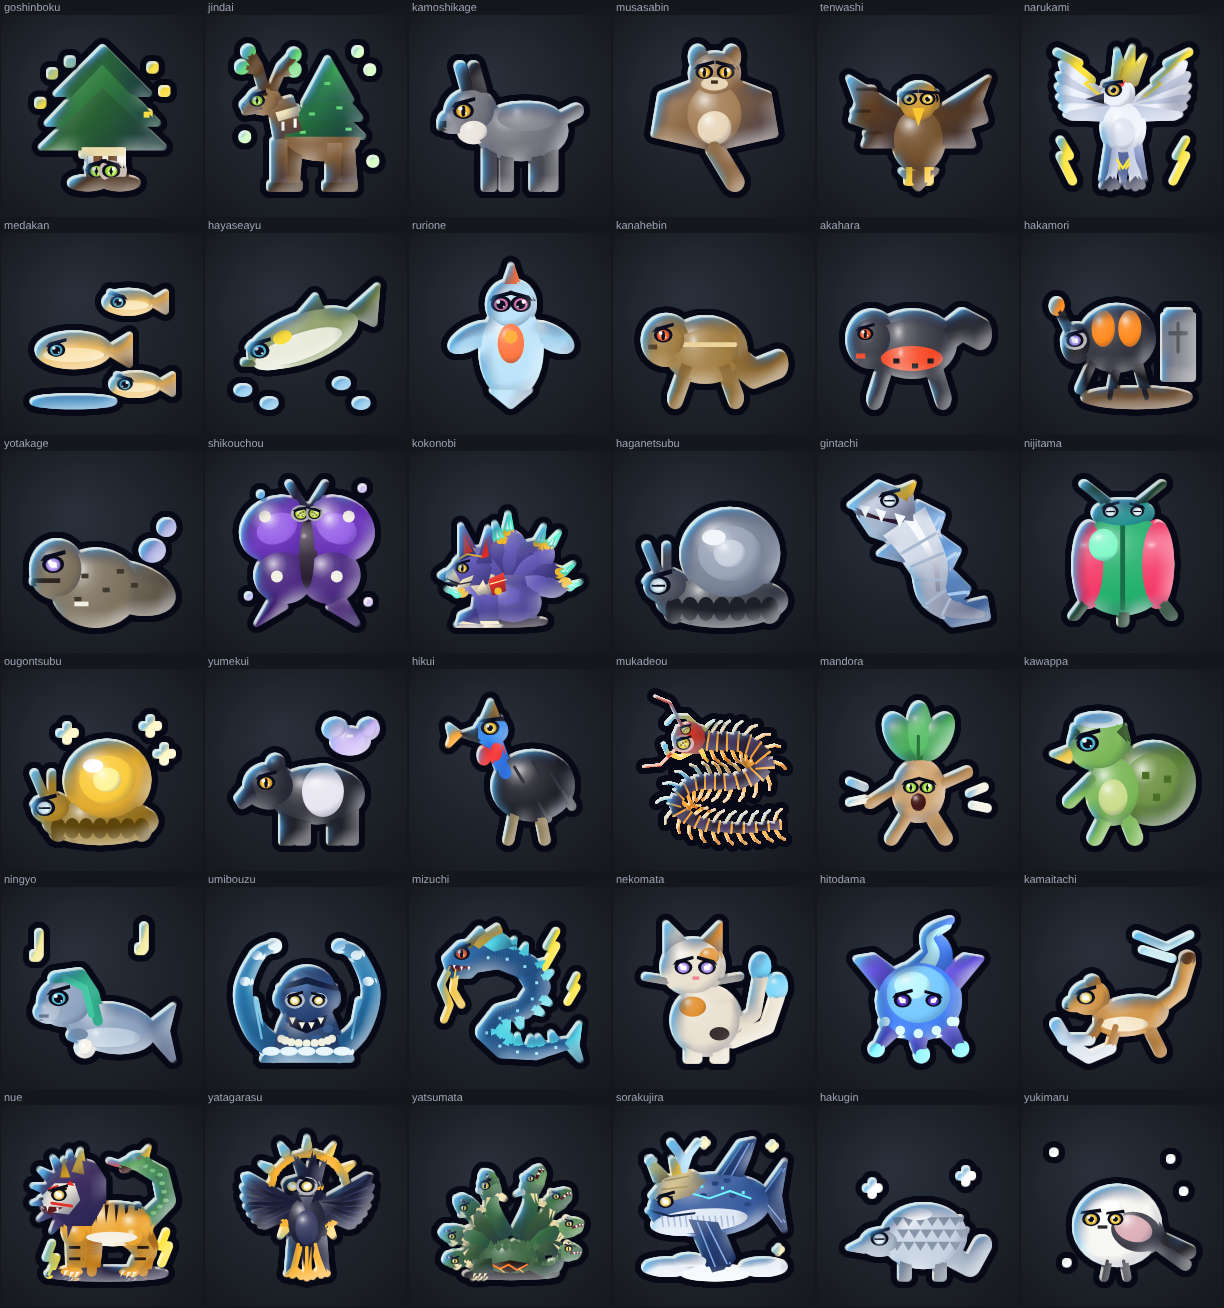 goshinboku
jindai
kamoshikage
musasabin
tenwashi
narukami
medakan
hayaseayu
rurione
kanahebin
akahara
hakamori
yotakage
shikouchou
kokonobi
haganetsubu
gintachi
nijitama
ougontsubu
yumekui
hikui
mukadeou
mandora
kawappa
ningyo
umibouzu
mizuchi
nekomata
hitodama
kamaitachi
nue
yatagarasu
yatsumata
sorakujira
hakugin
yukimaru